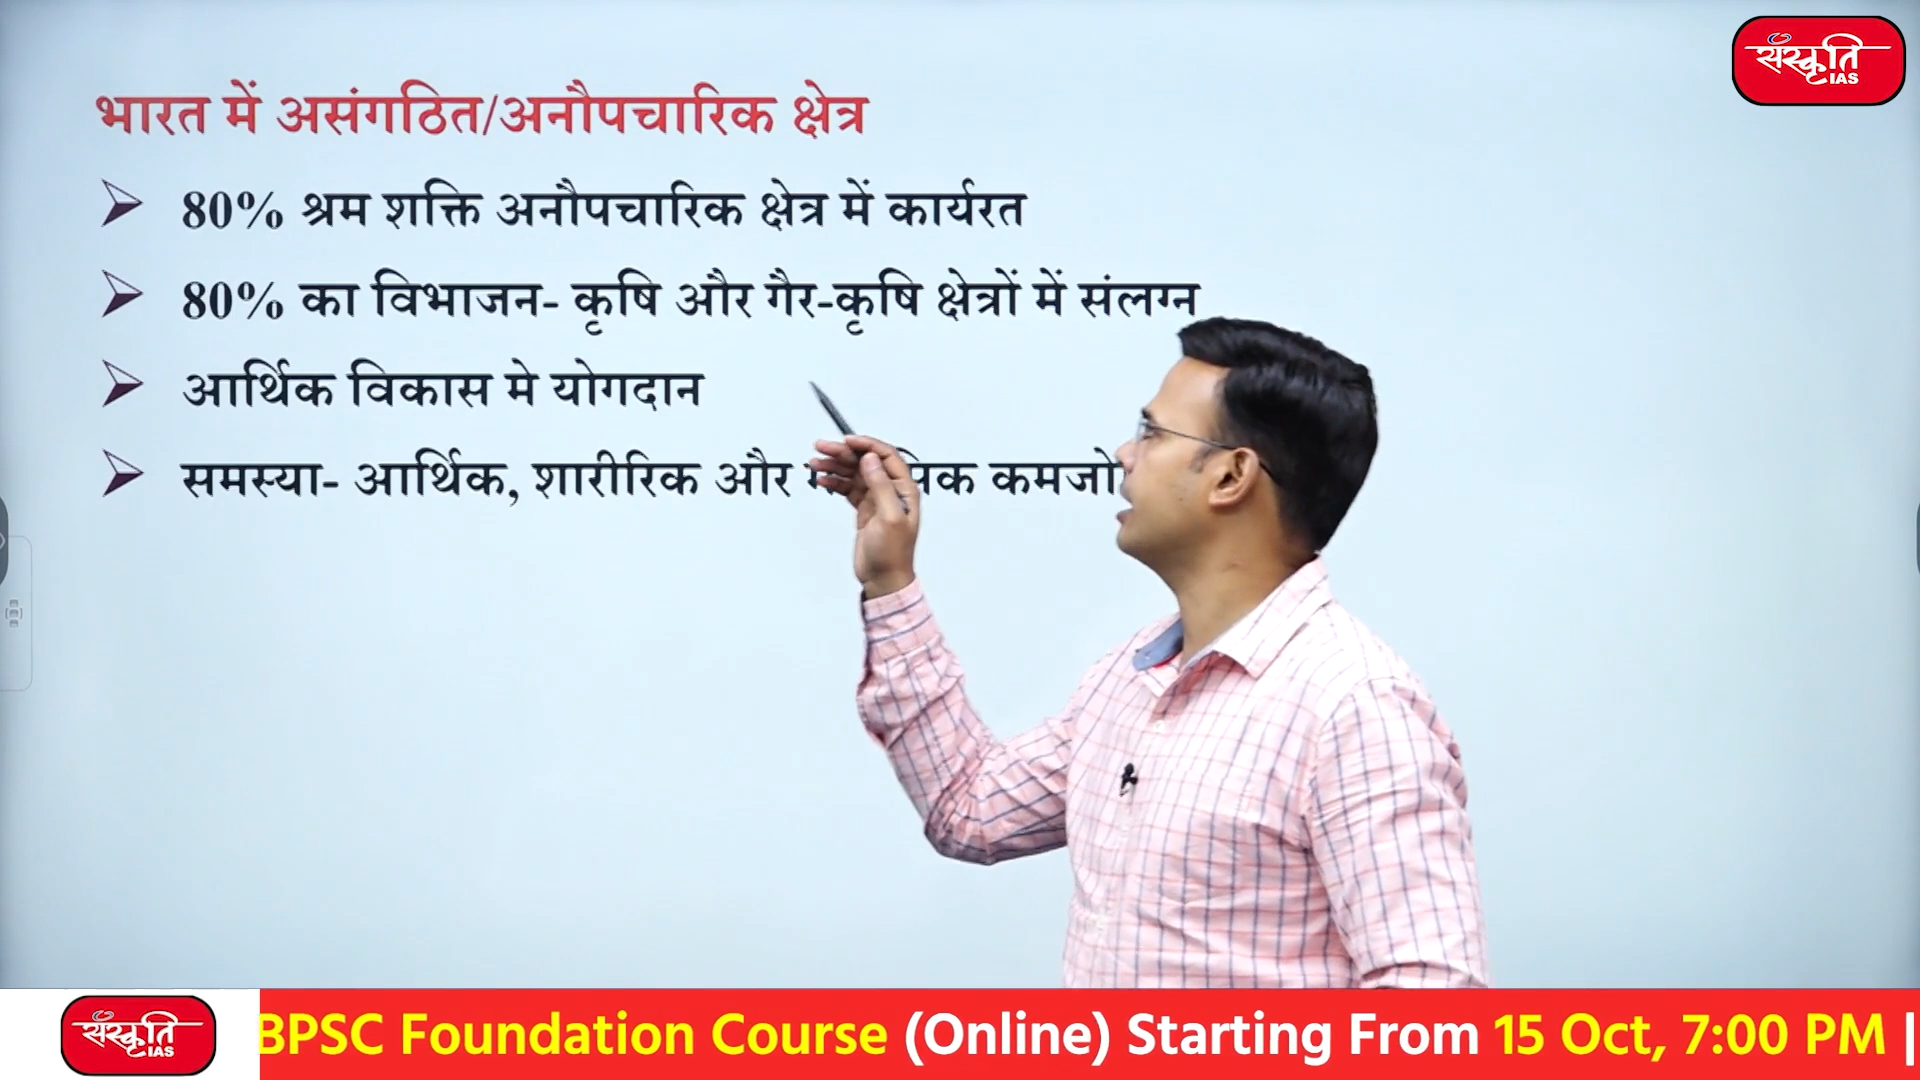 संस्कृति
IAS
भारत में असंगठित/अनौपचारिक क्षेत्र
80% श्रम शक्ति अनौपचारिक क्षेत्र में कार्यरत
80% का विभाजन- कृषि और गैर-कृषि क्षेत्रों में संलग्न
आर्थिक विकास मे योगदान
समस्या- आर्थिक, शारीरिक और
संस्कृति
IAS
BPSC Foundation Course (Online) Starting From 15 Oct, 7:00 PM |